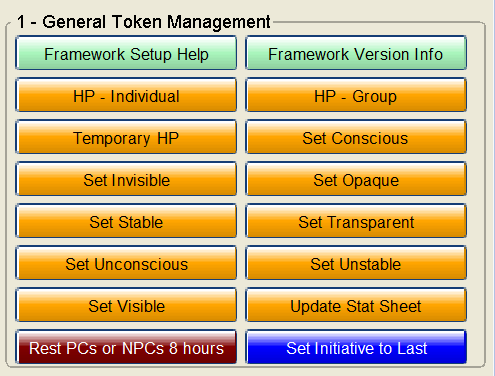 1 - General Token Management
Framework Setup Help Framework Version Info
HP - Individual HP - Group
Temporary HP Set Conscious
Set Invisible Set Opaque
Set Stable Set Transparent
Set Unconscious Set Unstable
Set Visible Update Stat Sheet
Rest PCs or NPCs 8 hours Set Initiative to Last